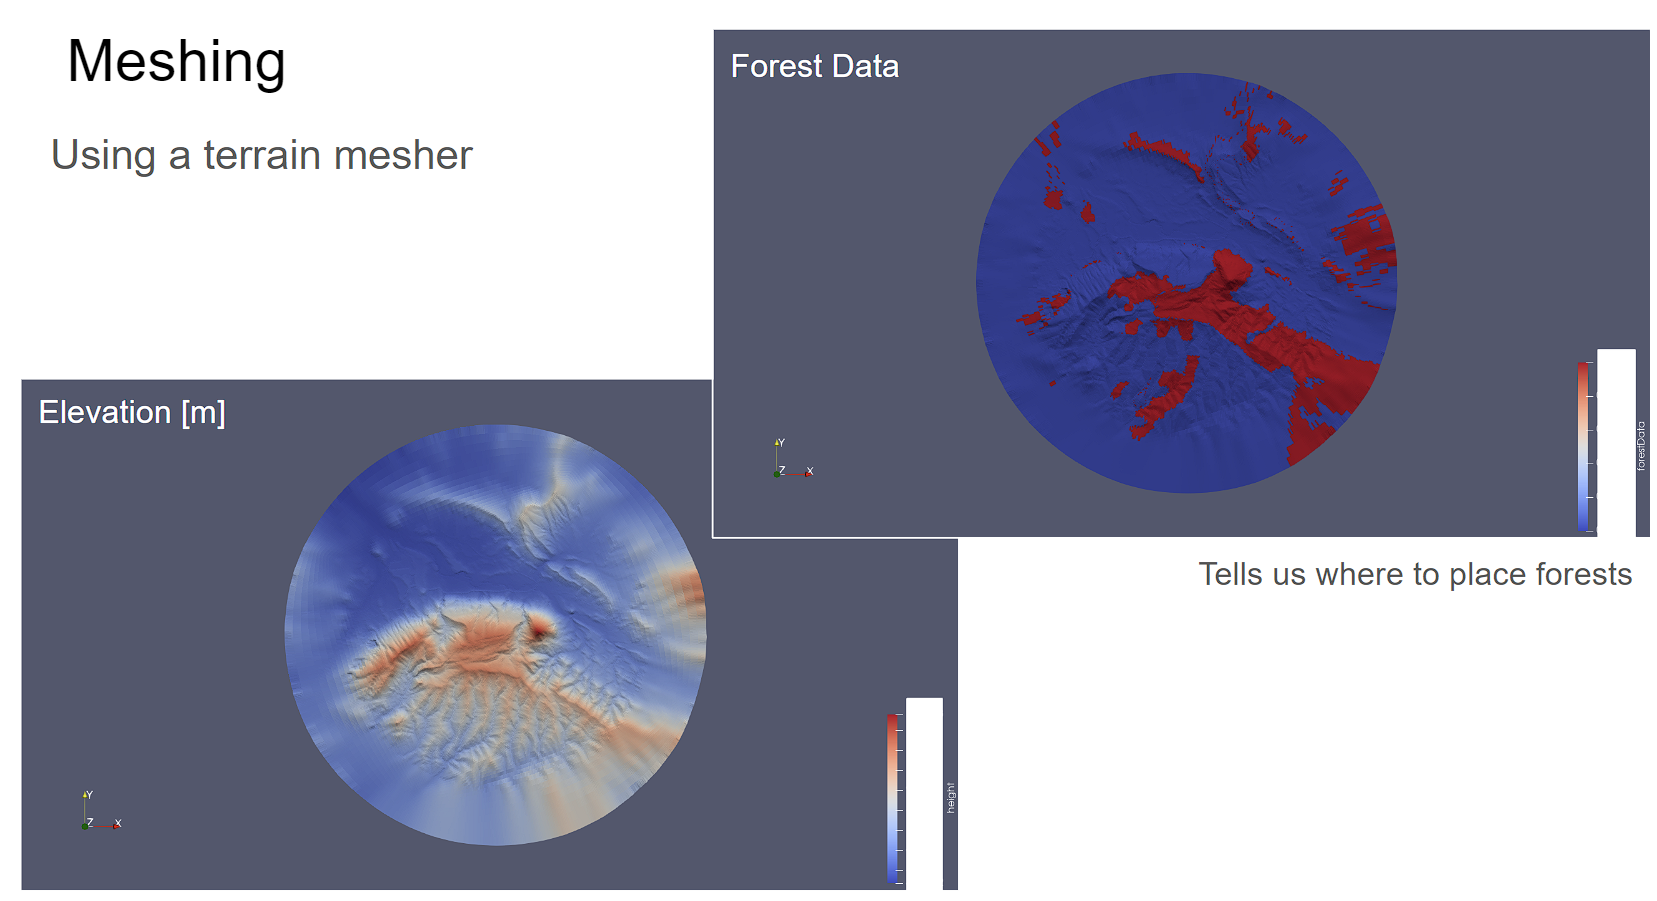 Meshing
Using a terrain mesher
Forest Data
Y
Z X
forestData
Tells us where to place forests
Elevation [m]
Y
Z X
height